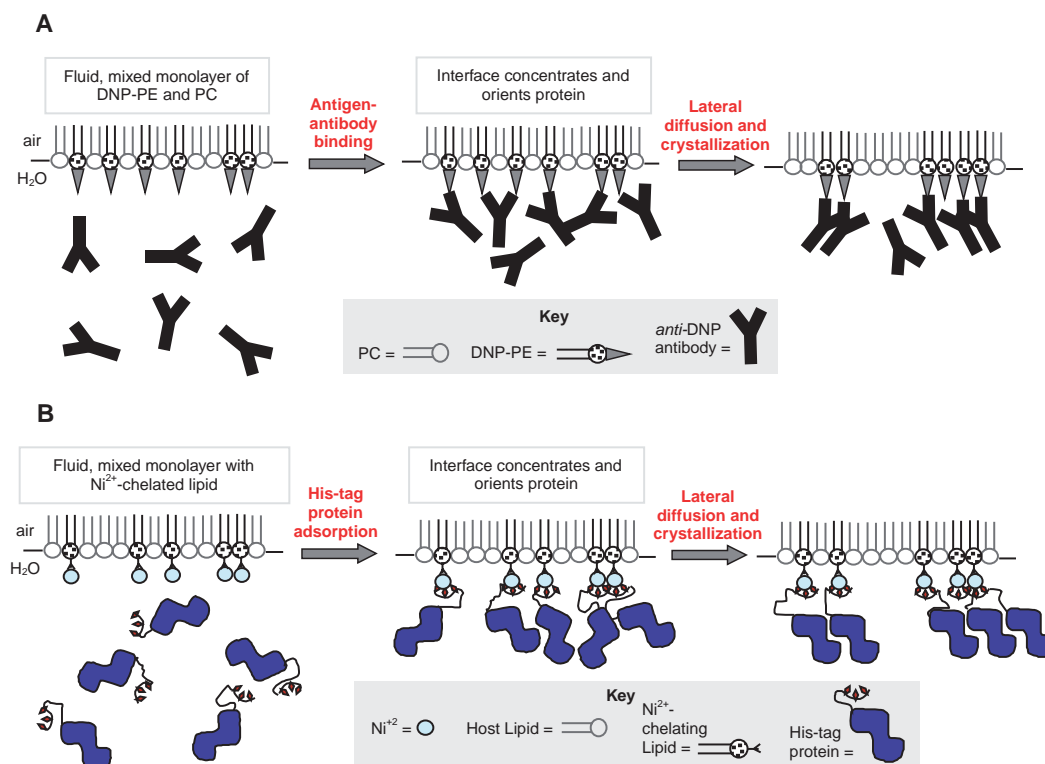 A
Fluid, mixed monolayer of
DNP-PE and PC
Antigen-
antibody
binding
Interface concentrates and
orients protein
Lateral
diffusion and
crystallization
air
H₂O
Key
PC =
DNP-PE =
anti-DNP
antibody =
B
Fluid, mixed monolayer with
Ni²⁺-chelated lipid
His-tag
protein
adsorption
Interface concentrates and
orients protein
Lateral
diffusion and
crystallization
air
H₂O
Key
Ni⁺² =
Host Lipid =
Ni²⁺-
chelating
Lipid =
His-tag
protein =